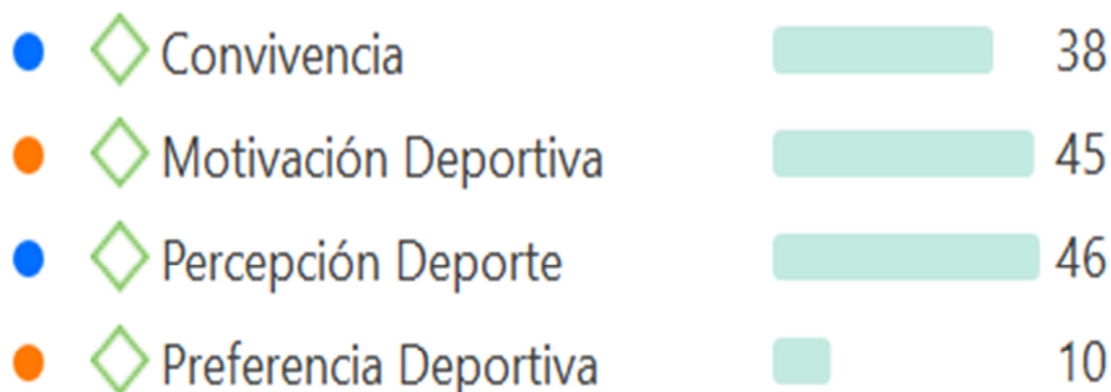 Convivencia 38
Motivación Deportiva 45
Percepción Deporte 46
Preferencia Deportiva 10